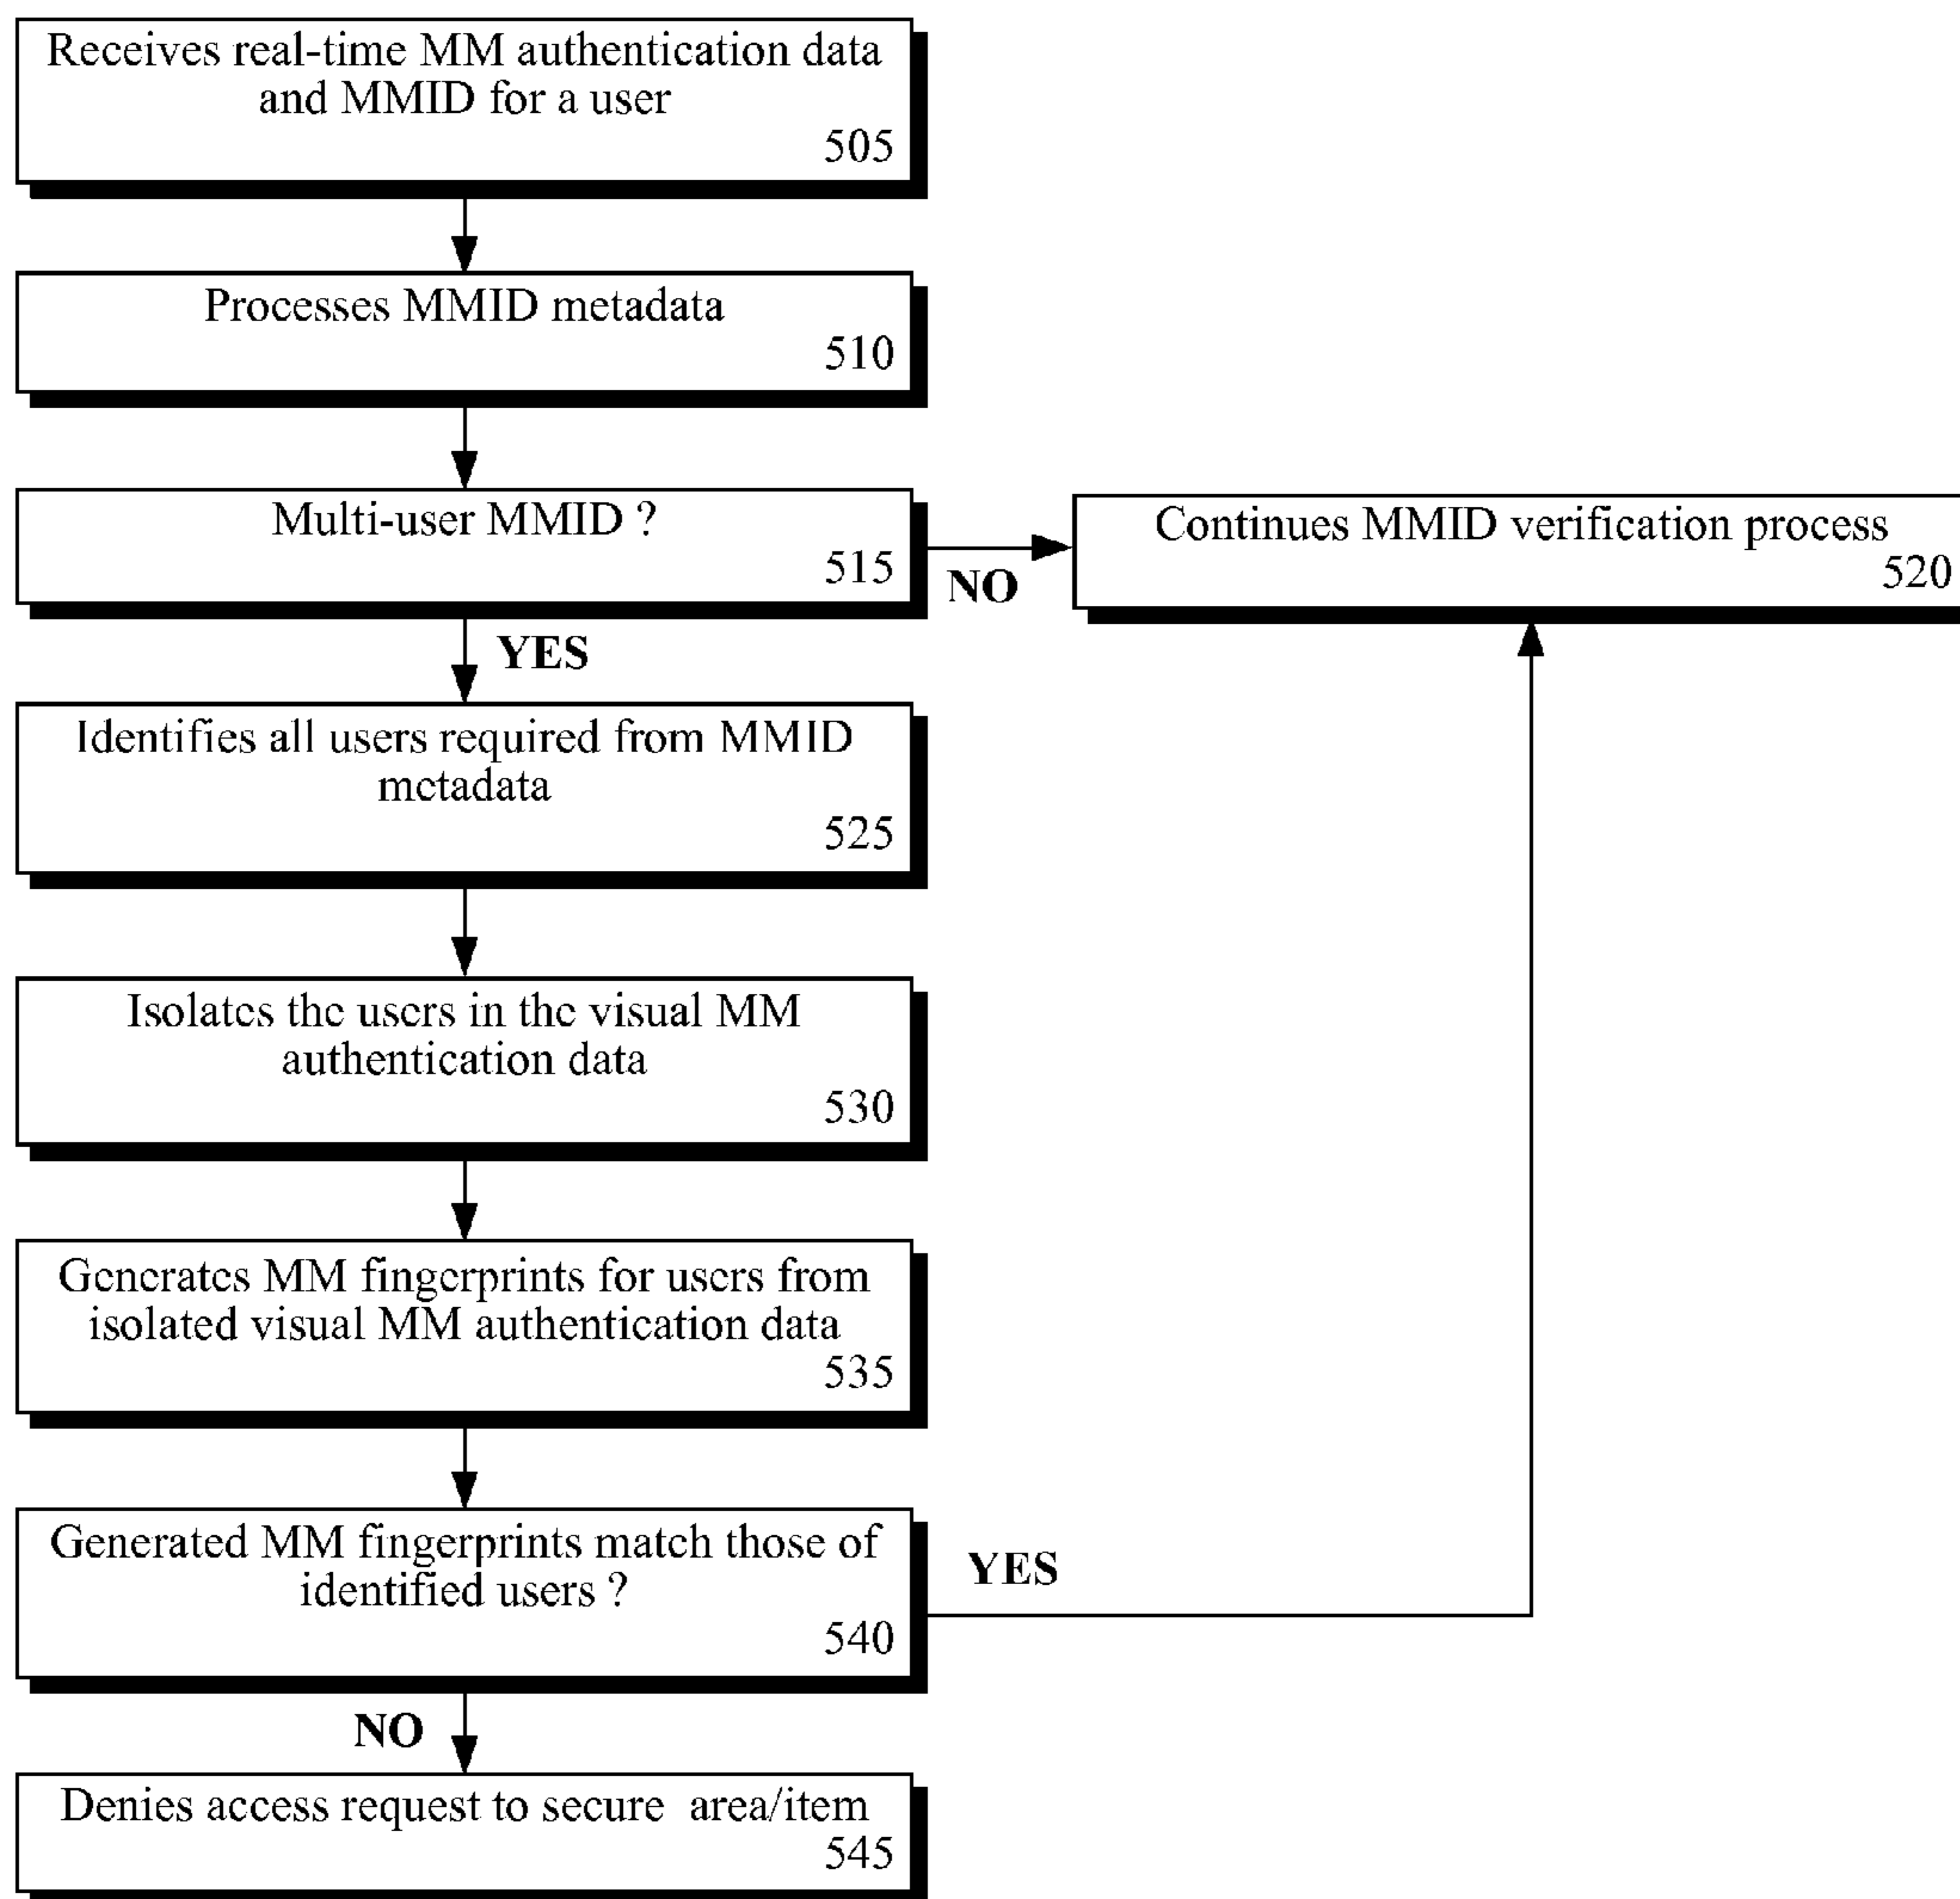 Receives real-time MM authentication data
and MMID for a user
505
Processes MMID metadata
510
Multi-user MMID ?
515
NO
Continues MMID verification process
520
YES
Identifies all users required from MMID
metadata
525
Isolates the users in the visual MM
authentication data
530
Generates MM fingerprints for users from
isolated visual MM authentication data
535
Generated MM fingerprints match those of
identified users ?
540
YES
NO
Denies access request to secure area/item
545